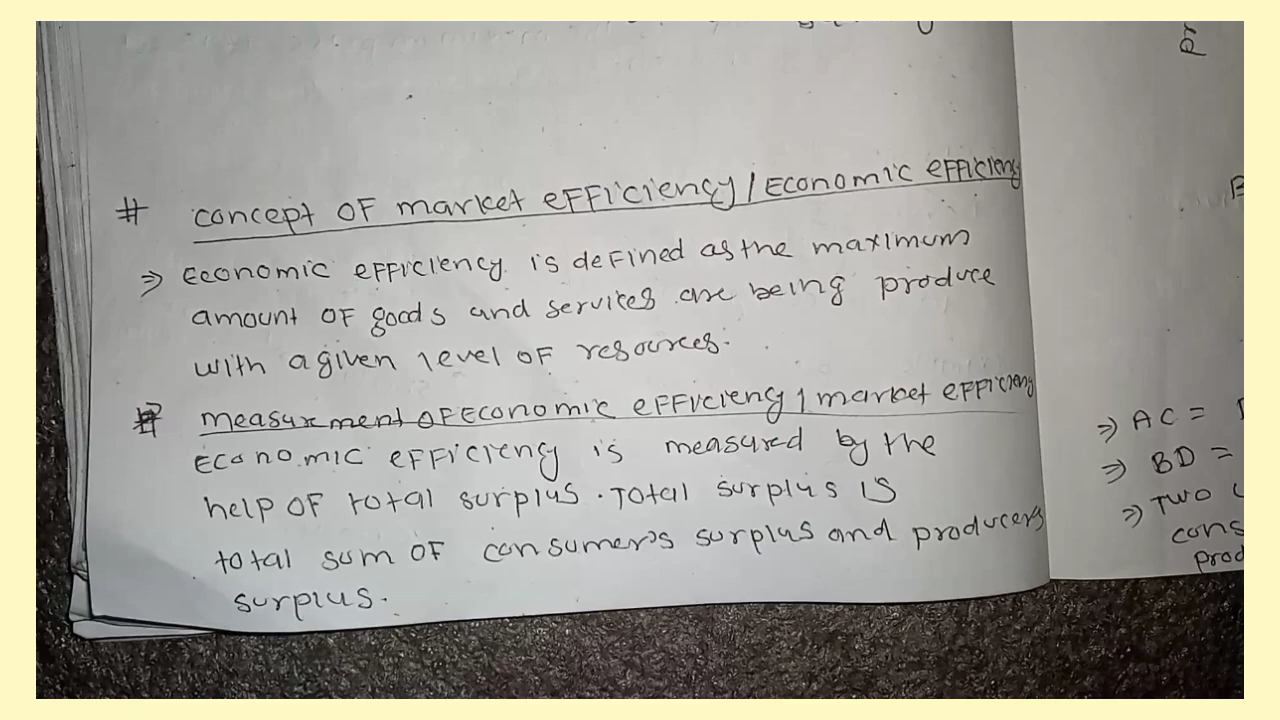 # concept OF market eFFiciency / Economic eFFiciency
⇒ Economic eFFiciency is deFined as the maximum
amount OF goods and services are being produce
with a given level OF resources.
# measurment OF Economic eFFiciency / market eFFiciency
Economic eFFiciency is measured by the
help OF total surplus. Total surplus is
total sum OF consumer's surplus and producers
surplus.
⇒ AC =
⇒ BD =
⇒ Two
cons
prod